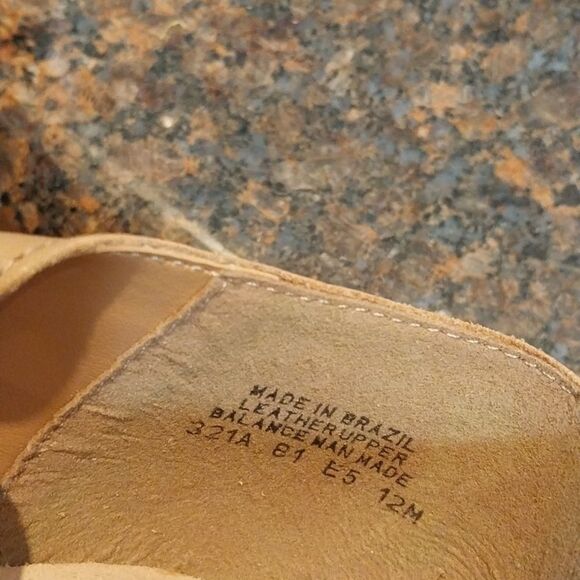 MADE IN BRAZIL
LEATHER UPPER
BALANCE MAN MADE
321A 81 E5 12M